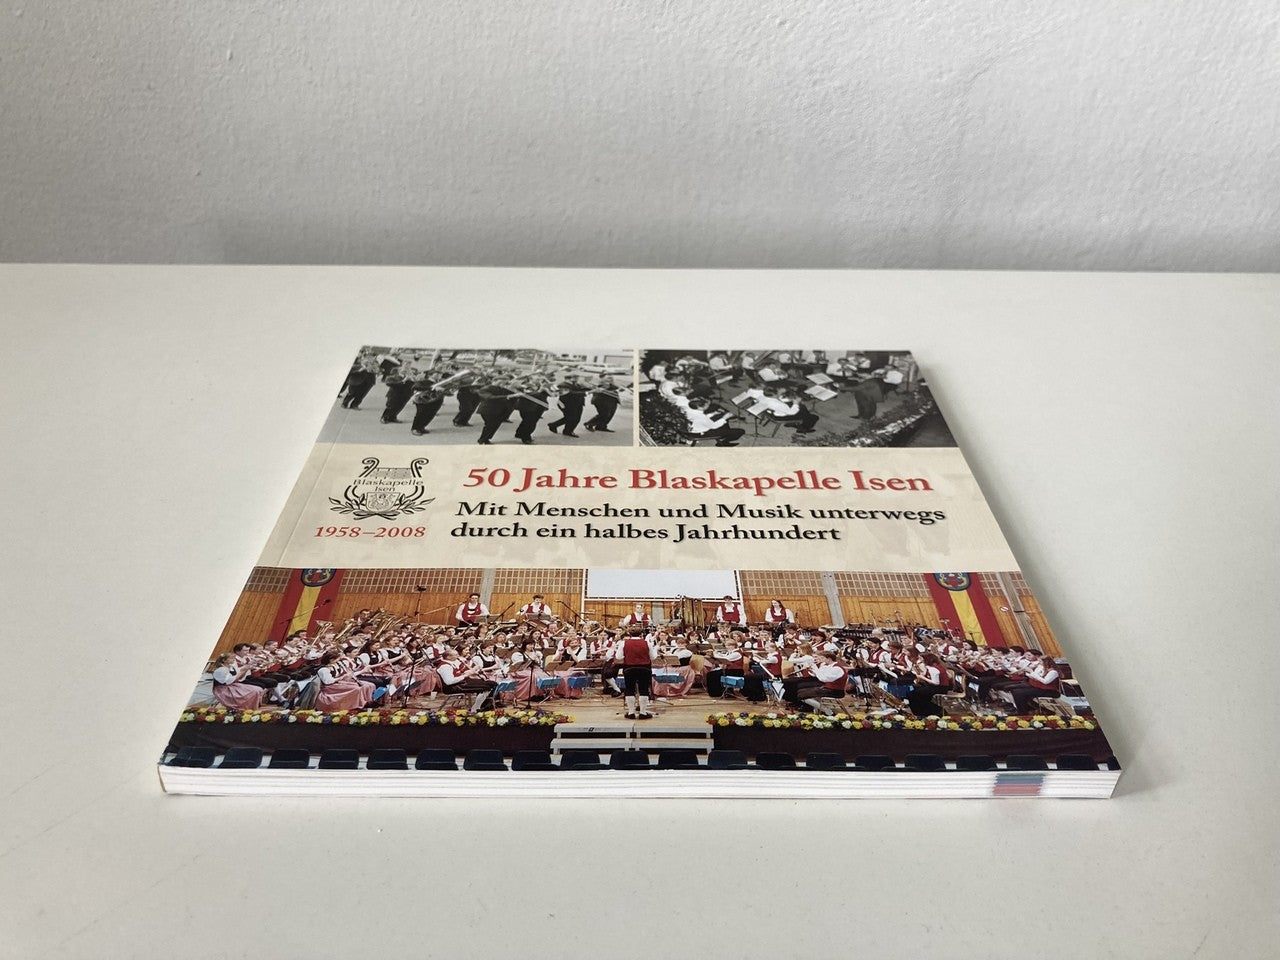 50 Jahre Blaskapelle Isen
Mit Menschen und Musik unterwegs
durch ein halbes Jahrhundert
Blaskapelle
Isen
1958–2008